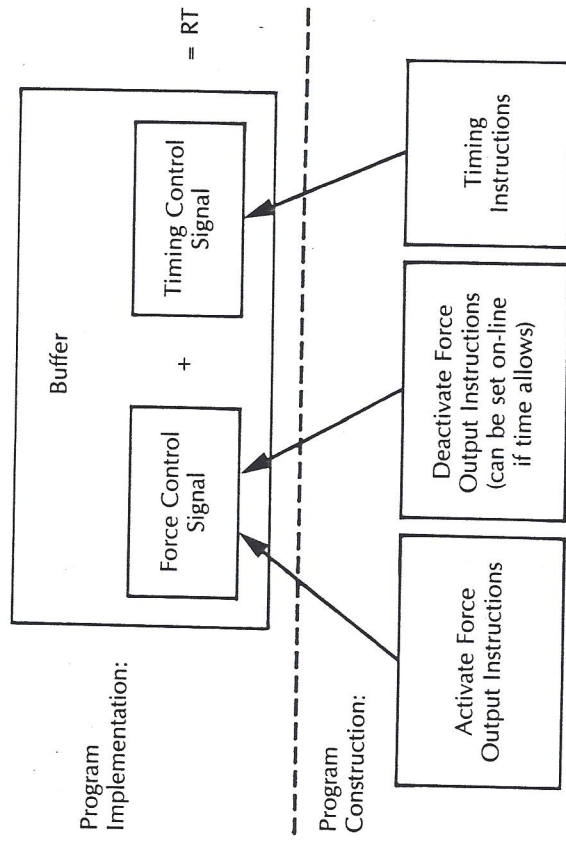 Program
Implementation:
Buffer
Force Control
Signal
+
Timing Control
Signal
= RT
Program
Construction:
Activate Force
Output Instructions
Deactivate Force
Output Instructions
(can be set on-line
if time allows)
Timing
Instructions